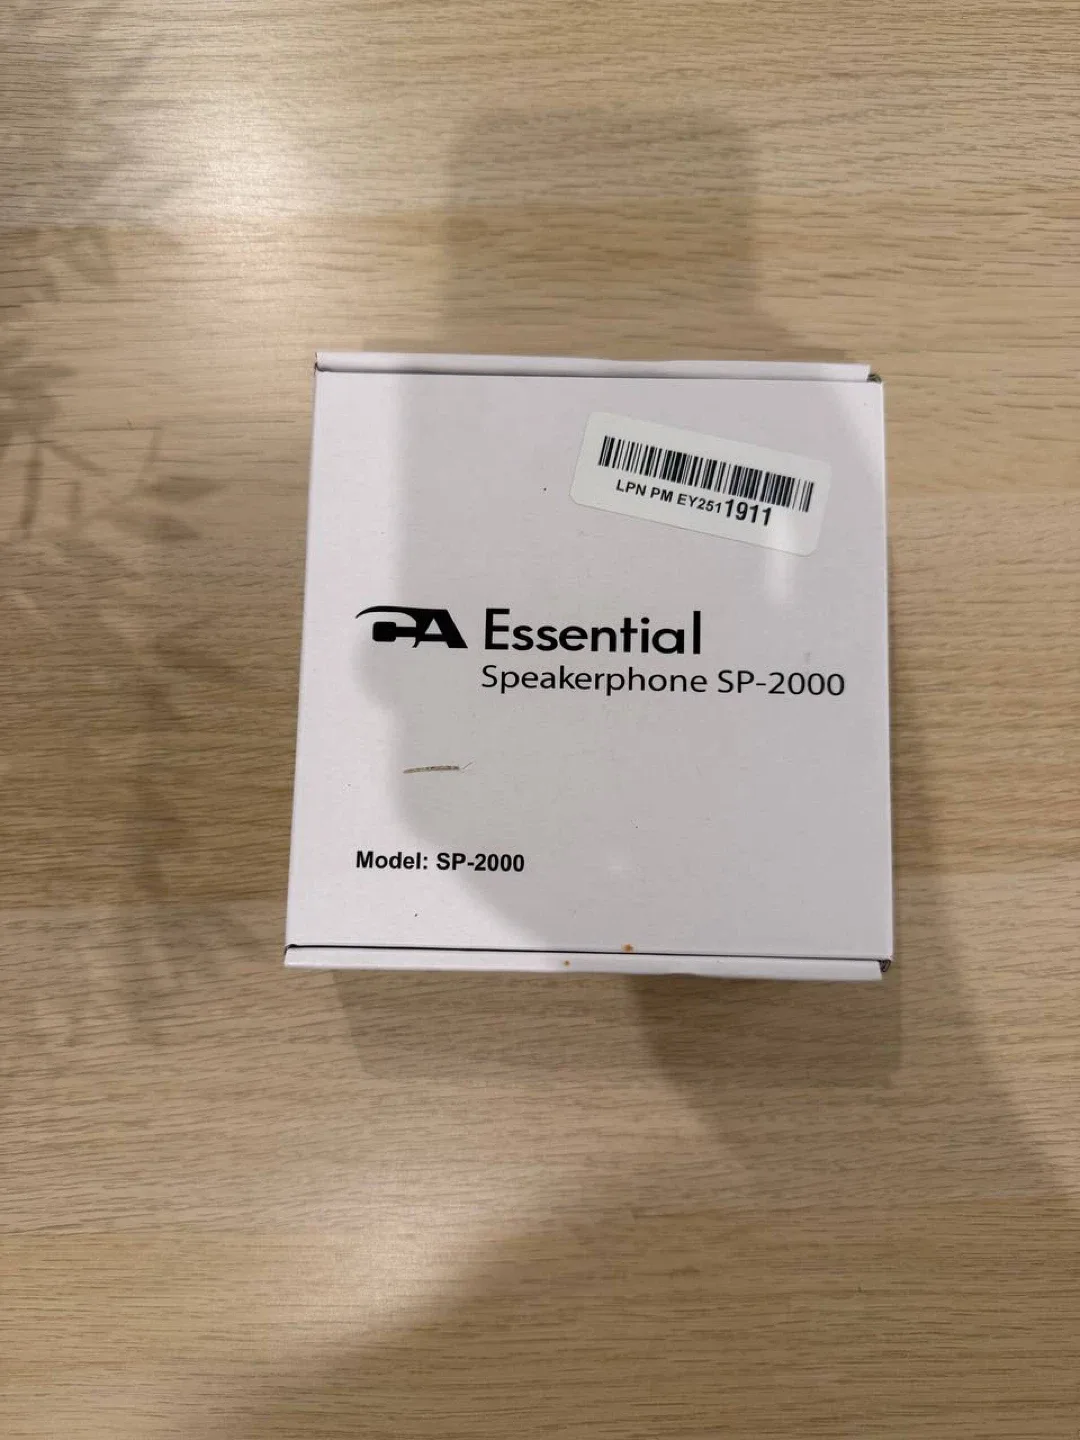 LPN PM EY2511911
CA Essential
Speakerphone SP-2000
Model: SP-2000